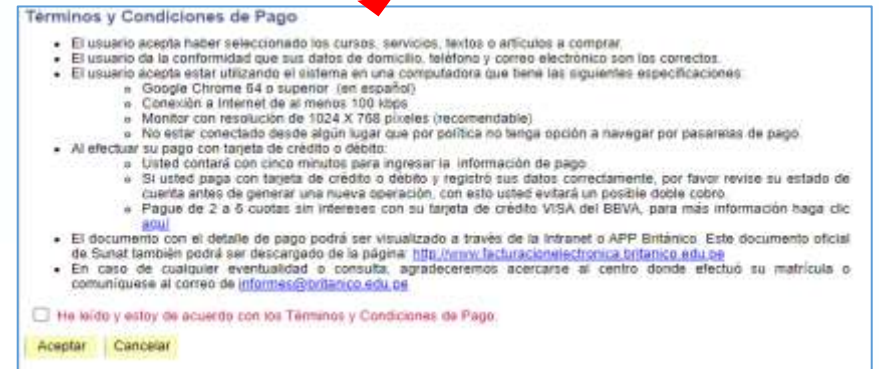 Términos y Condiciones de Pago
• El usuario acepta haber seleccionado los cursos, servicios, textos o artículos a comprar.
• El usuario da la conformidad que sus datos de domicilio, teléfono y correo electrónico son los correctos.
• El usuario acepta estar utilizando el sistema en una computadora que tiene las siguientes especificaciones:
o Google Chrome 64 o superior (en español)
o Conexión a Internet de al menos 100 kbps
o Monitor con resolución de 1024 X 768 píxeles (recomendable)
o No estar conectado desde algún lugar que por política no tenga opción a navegar por pasarelas de pago.
• Al efectuar su pago con tarjeta de crédito o débito:
o Usted contará con cinco minutos para ingresar la información de pago.
o Si usted paga con tarjeta de crédito o débito y registró sus datos correctamente, por favor revise su estado de
cuenta antes de generar una nueva operación, con esto usted evitará un posible doble cobro.
o Pague de 2 a 6 cuotas sin intereses con su tarjeta de crédito VISA del BBVA, para más información haga clic
aquí
• El documento con el detalle de pago podrá ser visualizado a través de la Intranet o APP Británico. Este documento oficial
de Sunat también podrá ser descargado de la página: http://www.facturacionelectronica.britanico.edu.pe
• En caso de cualquier eventualidad o consulta, agradeceremos acercarse al centro donde efectuó su matrícula o
comuníquese al correo de informes@britanico.edu.pe
He leído y estoy de acuerdo con los Términos y Condiciones de Pago.
Aceptar Cancelar